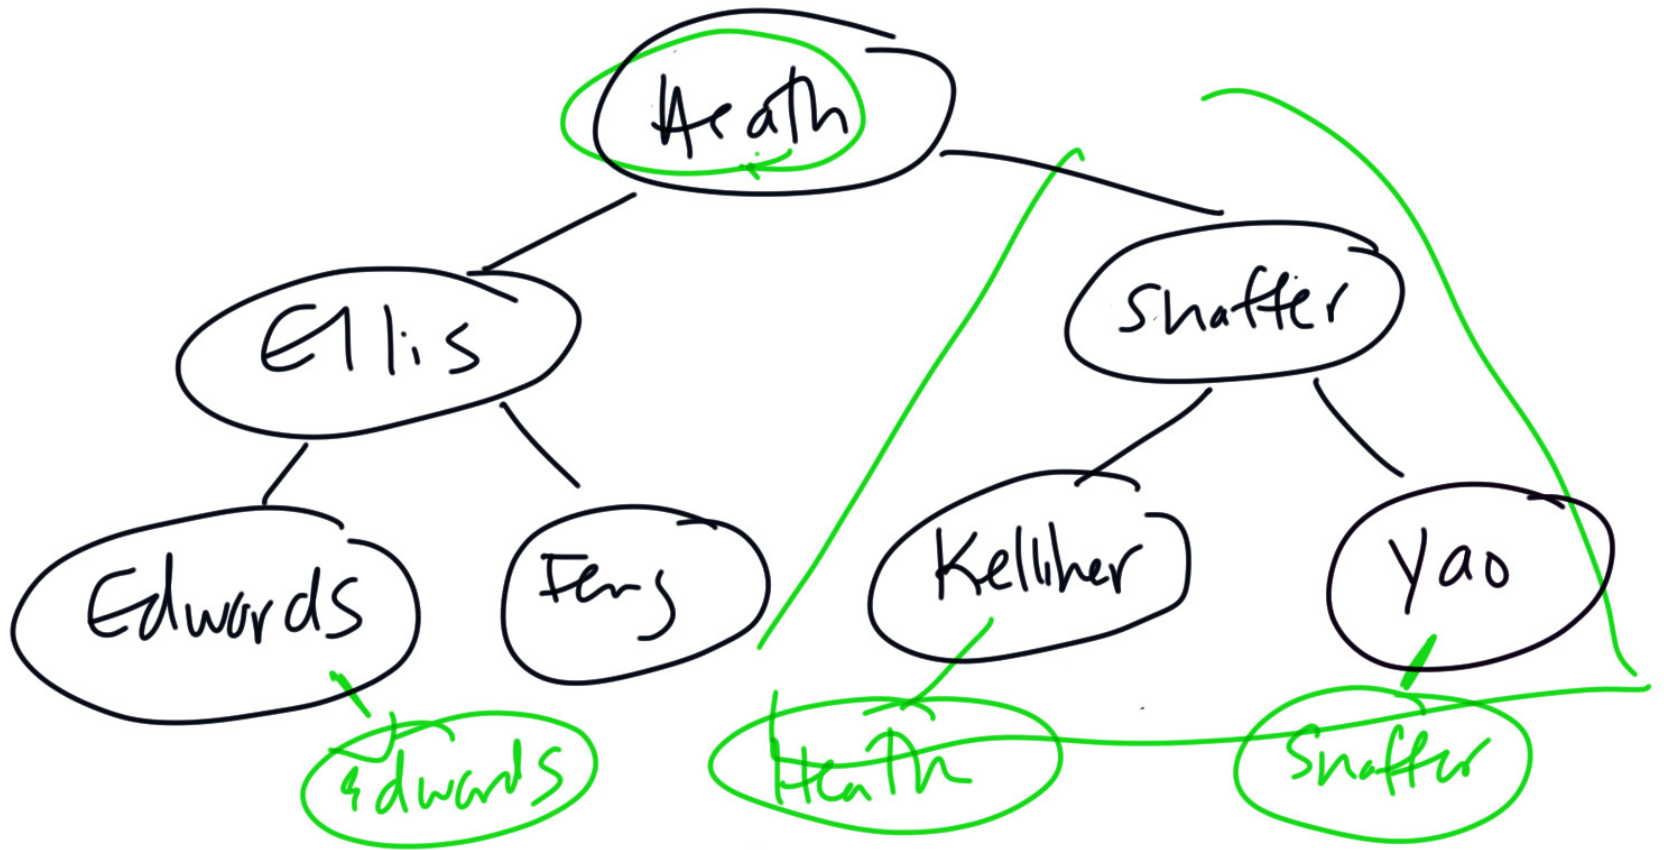 Heath
Ellis
Shaffer
Edwards
Feng
Kelliher
Yao
Edwards
Heath
Shaffer